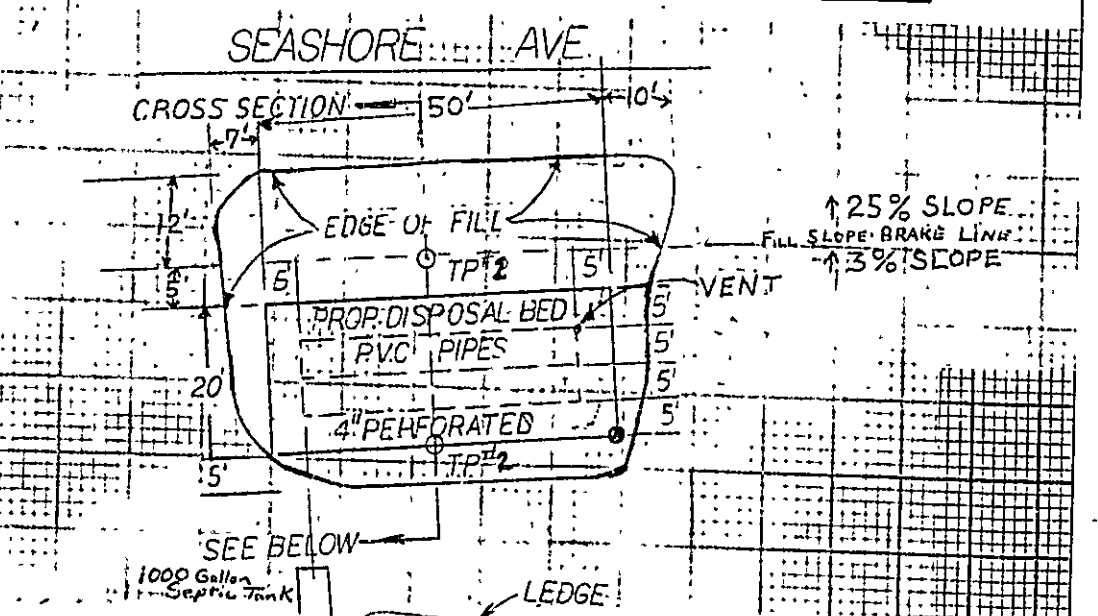 SEASHORE AVE.
CROSS SECTION 50' 10'
7'
12'
EDGE OF FILL
↑ 25% SLOPE
FILL SLOPE BRAKE LINE
↑ 3% SLOPE
5' TP#2 5'
5'
VENT
PROP. DISPOSAL BED 5'
P.V.C. PIPES 5'
20' 5'
4" PERFORATED 5'
TP#2
5'
SEE BELOW
1000 Gallon
Septic Tank
LEDGE